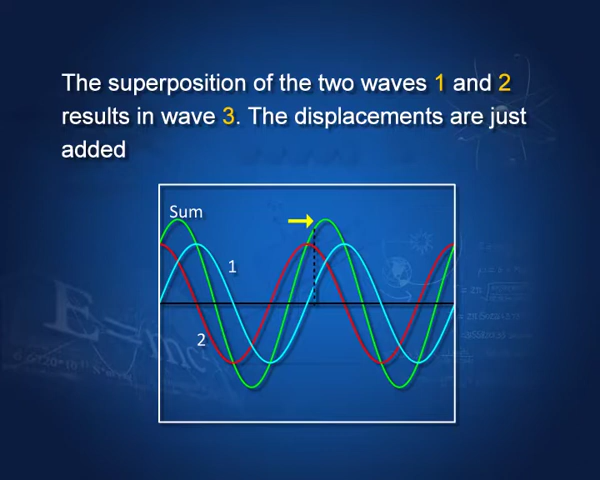 The superposition of the two waves 1 and 2
results in wave 3. The displacements are just
added
Sum
1
2
E=mc